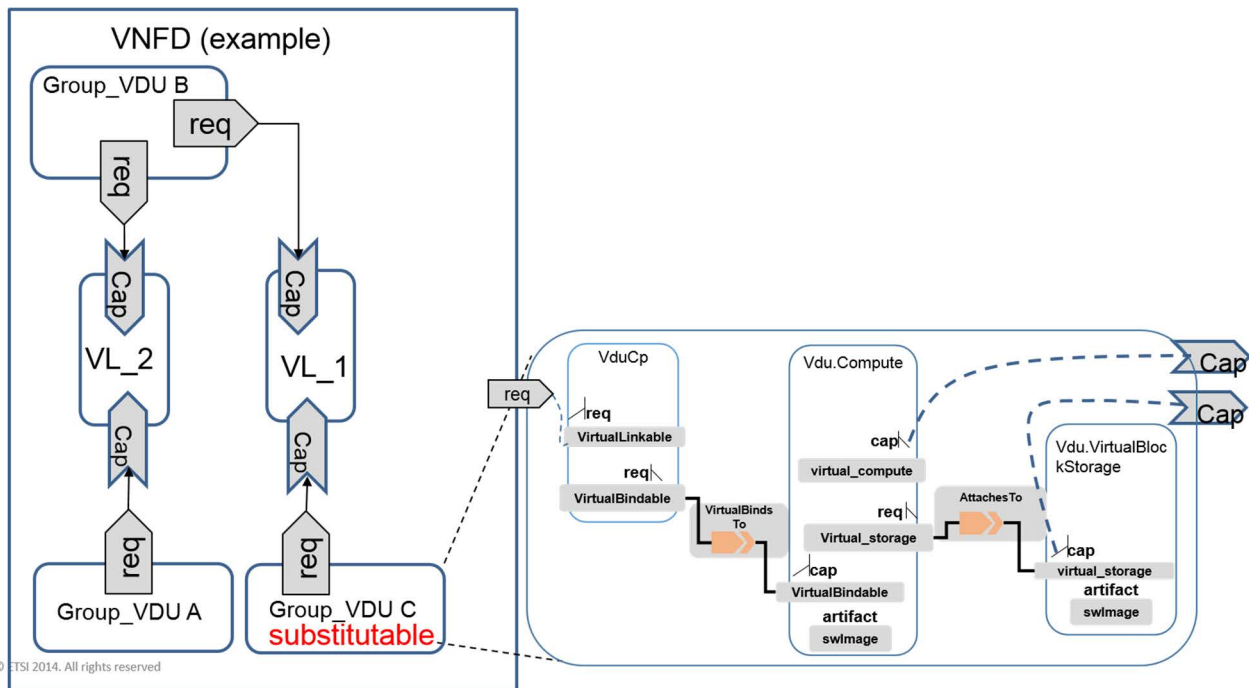 VNFD (example)
Group_VDU B
req
req
Cap
Cap
VL_2
VL_1
Cap
Cap
req
req
Group_VDU A
Group_VDU C
substitutable
ETSI 2014. All rights reserved
req
VduCp
req
VirtualLinkable
req
VirtualBindable
VirtualBinds
To
Vdu.Compute
cap
virtual_compute
req
Virtual_storage
cap
VirtualBindable
artifact
swImage
AttachesTo
Cap
Cap
Vdu.VirtualBloc
kStorage
cap
virtual_storage
artifact
swImage